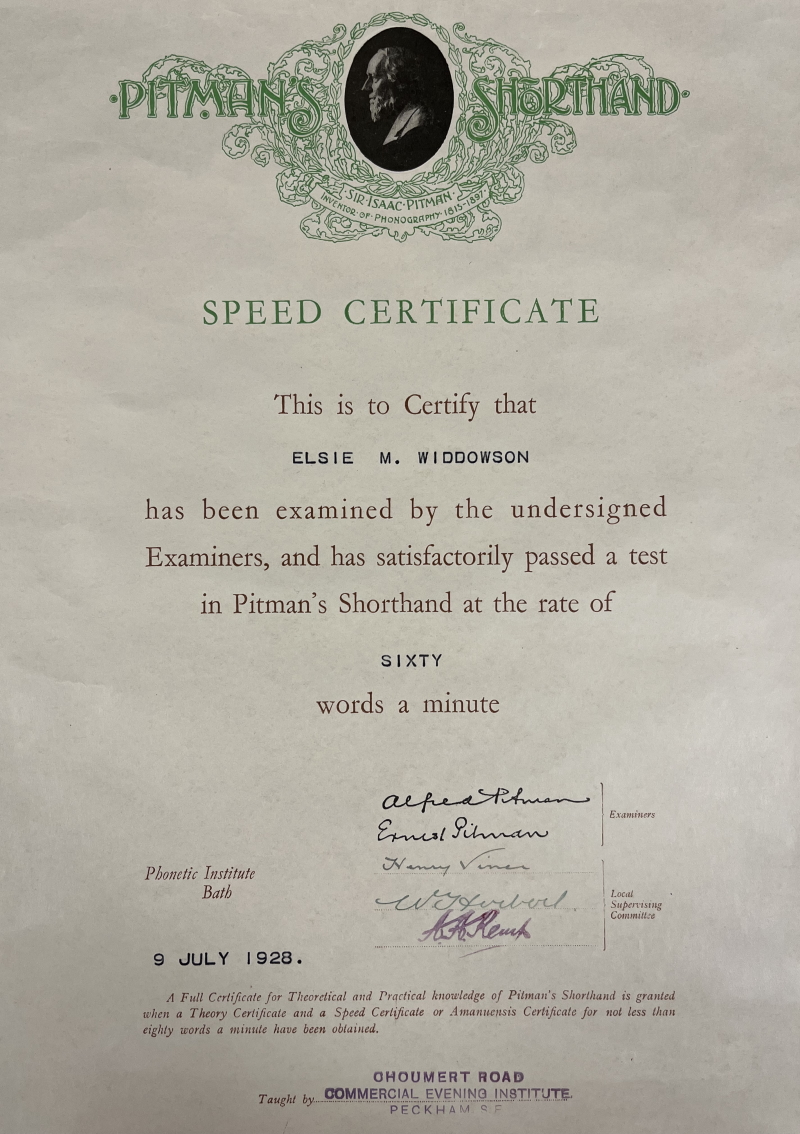 PITMAN'S SHORTHAND
SIR ISAAC PITMAN
INVENTOR OF PHONOGRAPHY 1813-1897
SPEED CERTIFICATE
This is to Certify that
ELSIE M. WIDDOWSON
has been examined by the undersigned
Examiners, and has satisfactorily passed a test
in Pitman's Shorthand at the rate of
SIXTY
words a minute
Alfred Pitman
Ernest Pitman
Examiners
Henry Viner
Phonetic Institute
Bath
Local
Supervising
Committee
A. A. Kemp
9 JULY 1928.
A Full Certificate for Theoretical and Practical knowledge of Pitman's Shorthand is granted
when a Theory Certificate and a Speed Certificate or Amanuensis Certificate for not less than
eighty words a minute have been obtained.
CHOUMERT ROAD
Taught by COMMERCIAL EVENING INSTITUTE.
PECKHAM S E